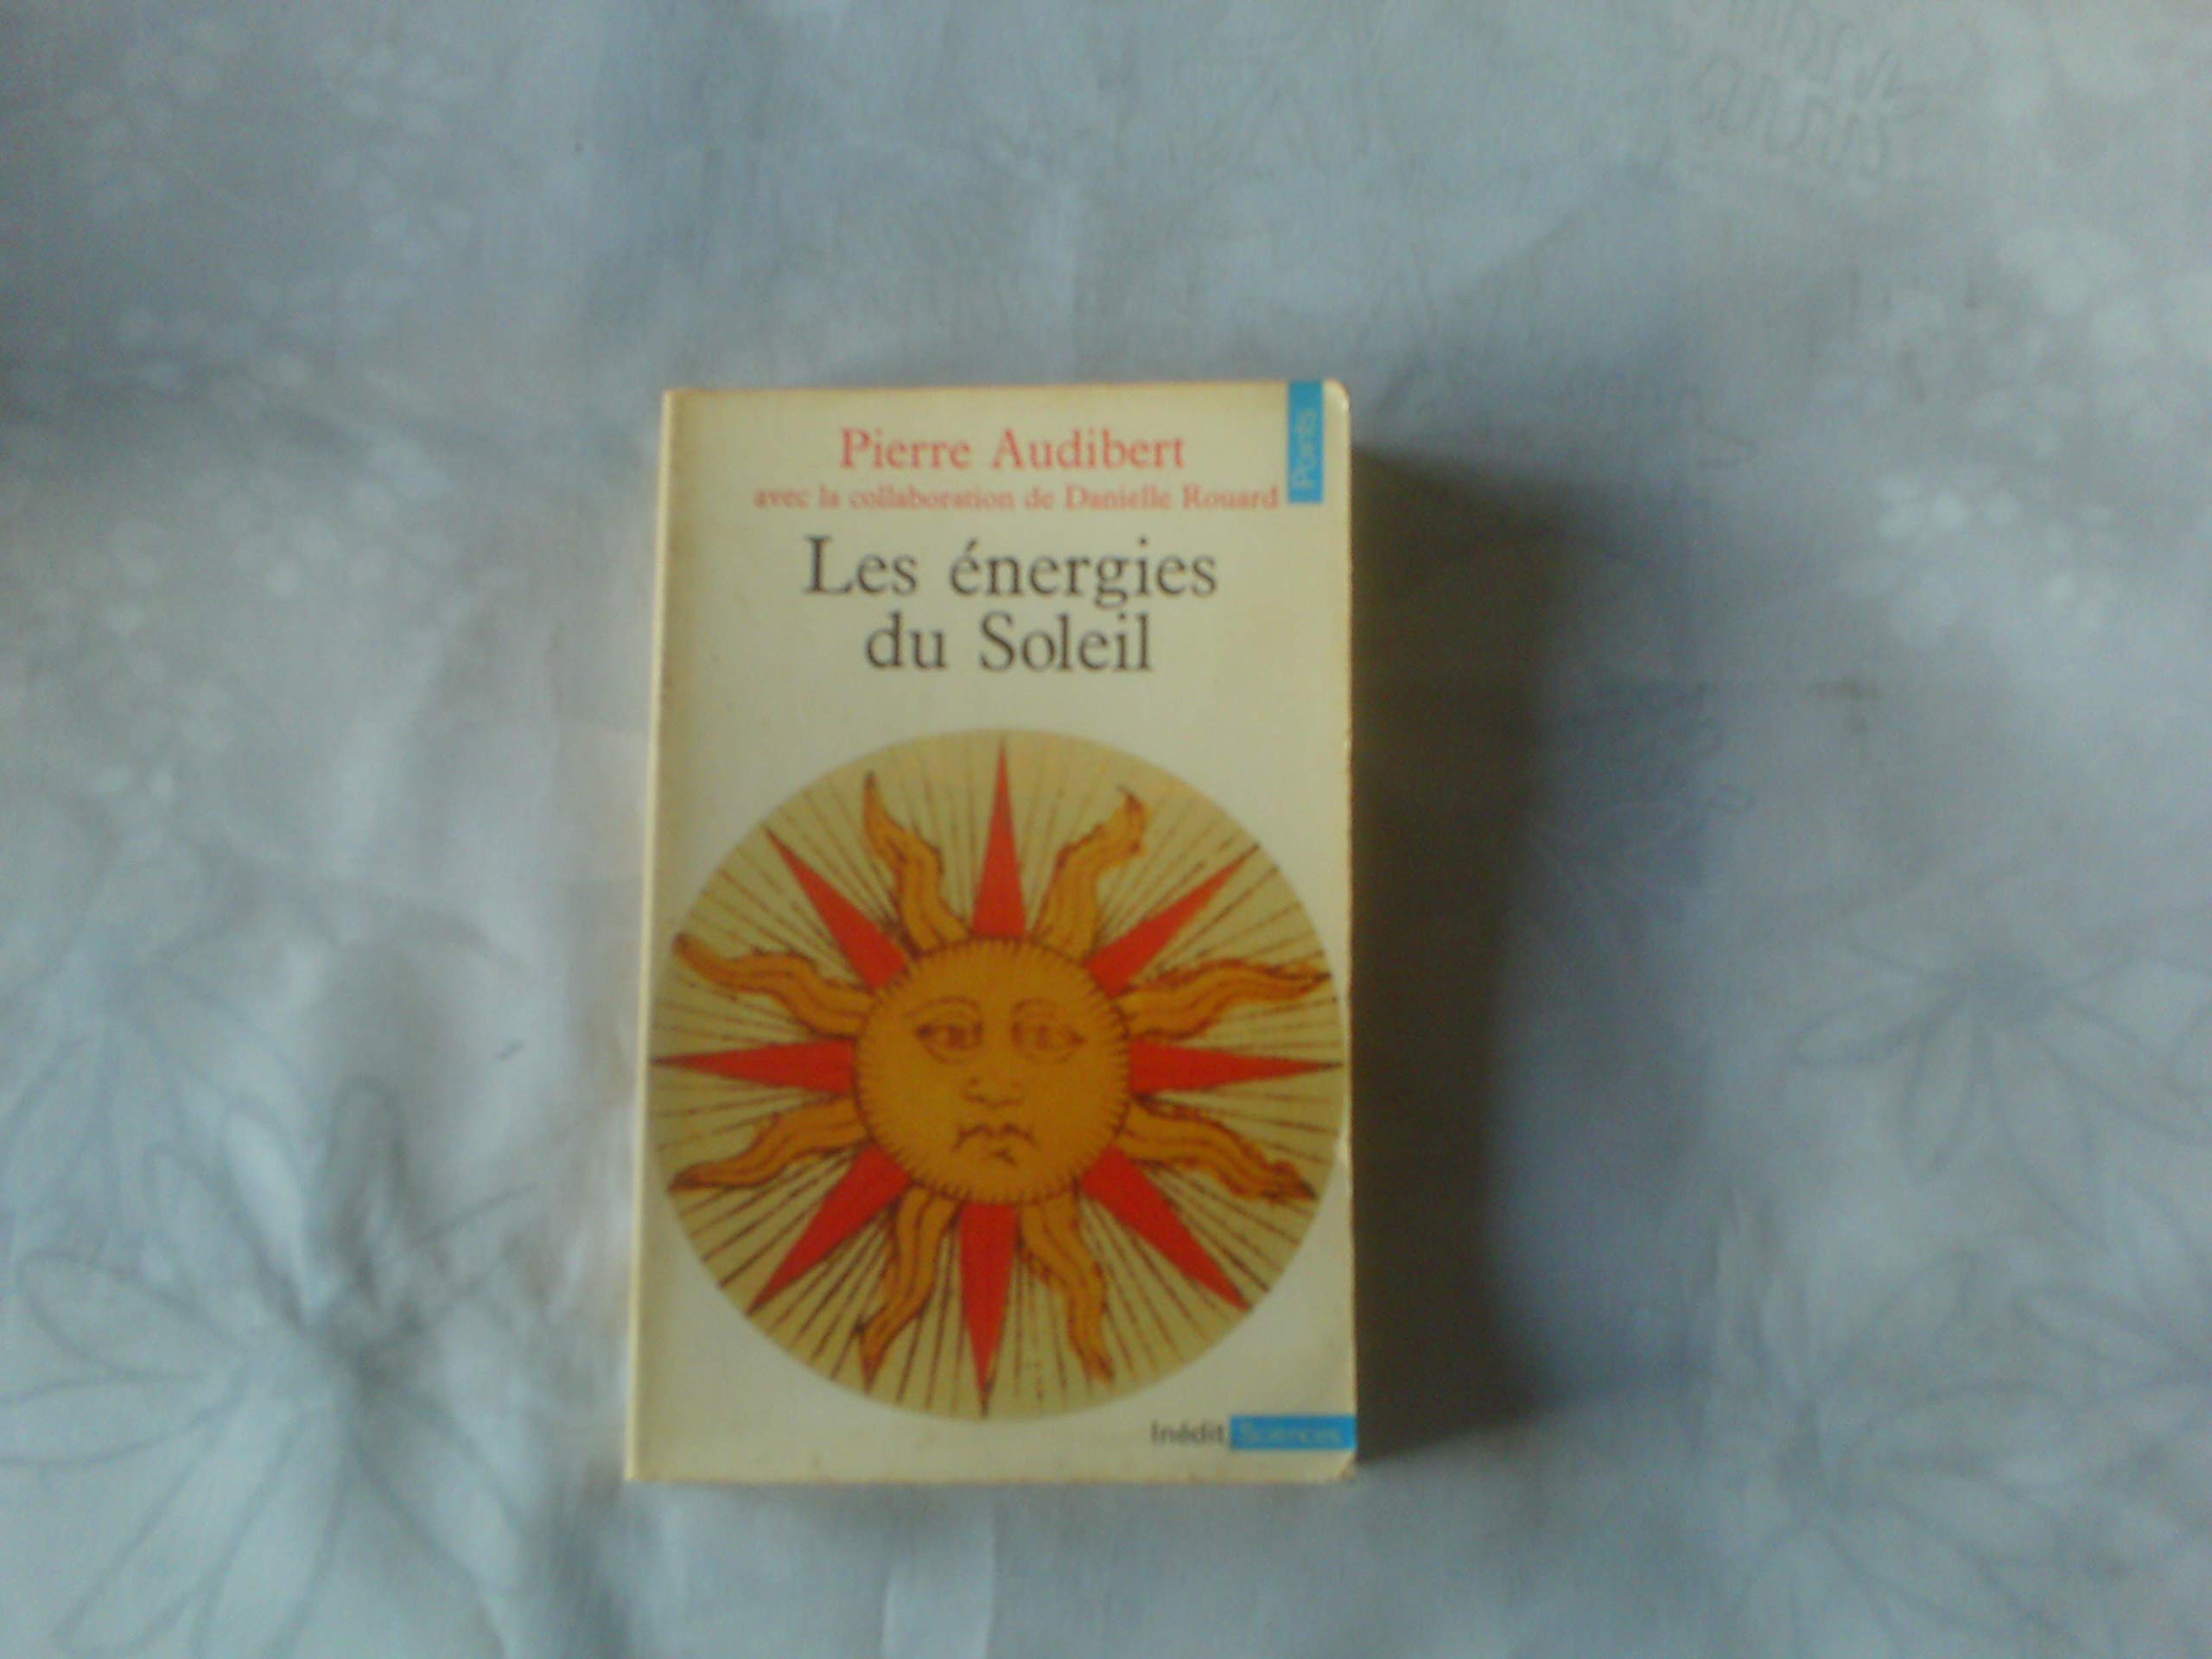 Pierre Audibert
avec la collaboration de Danielle Rouard
Points
Les énergies
du Soleil
Inédit Sciences